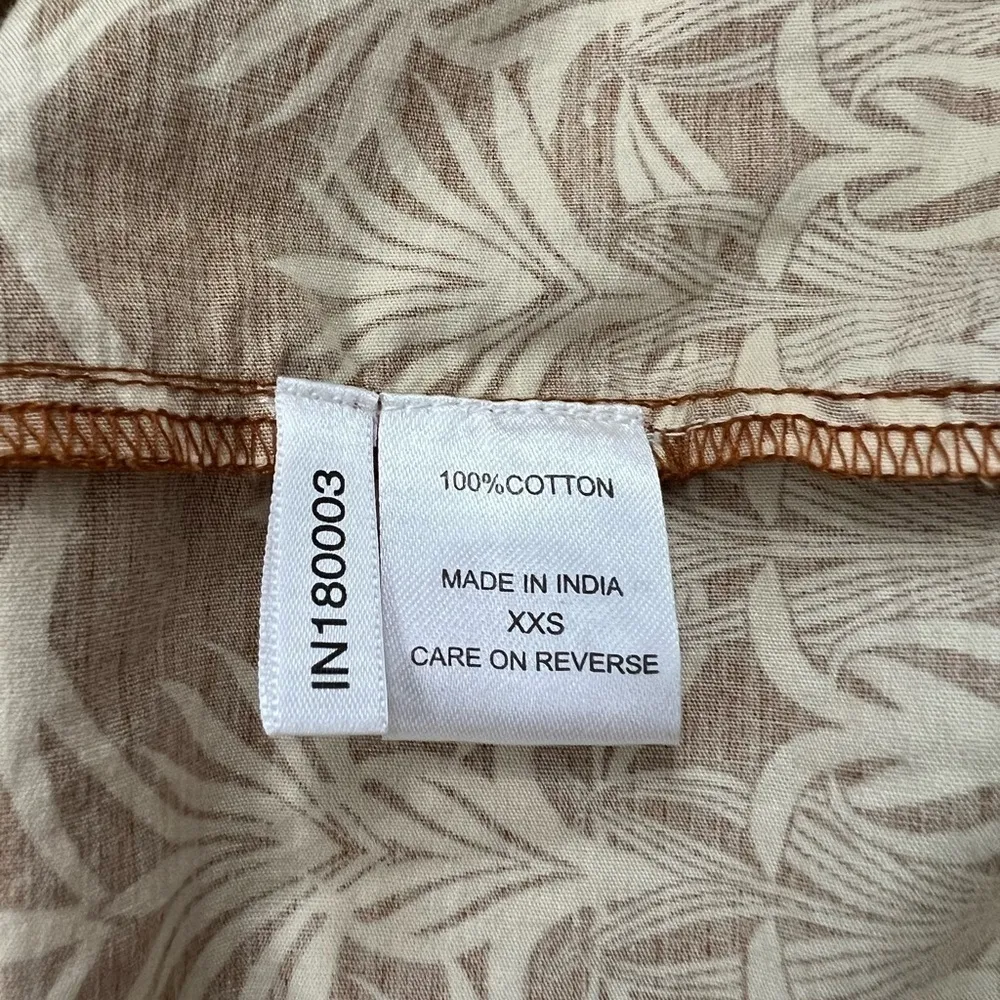 IN180003
100%COTTON
MADE IN INDIA
XXS
CARE ON REVERSE